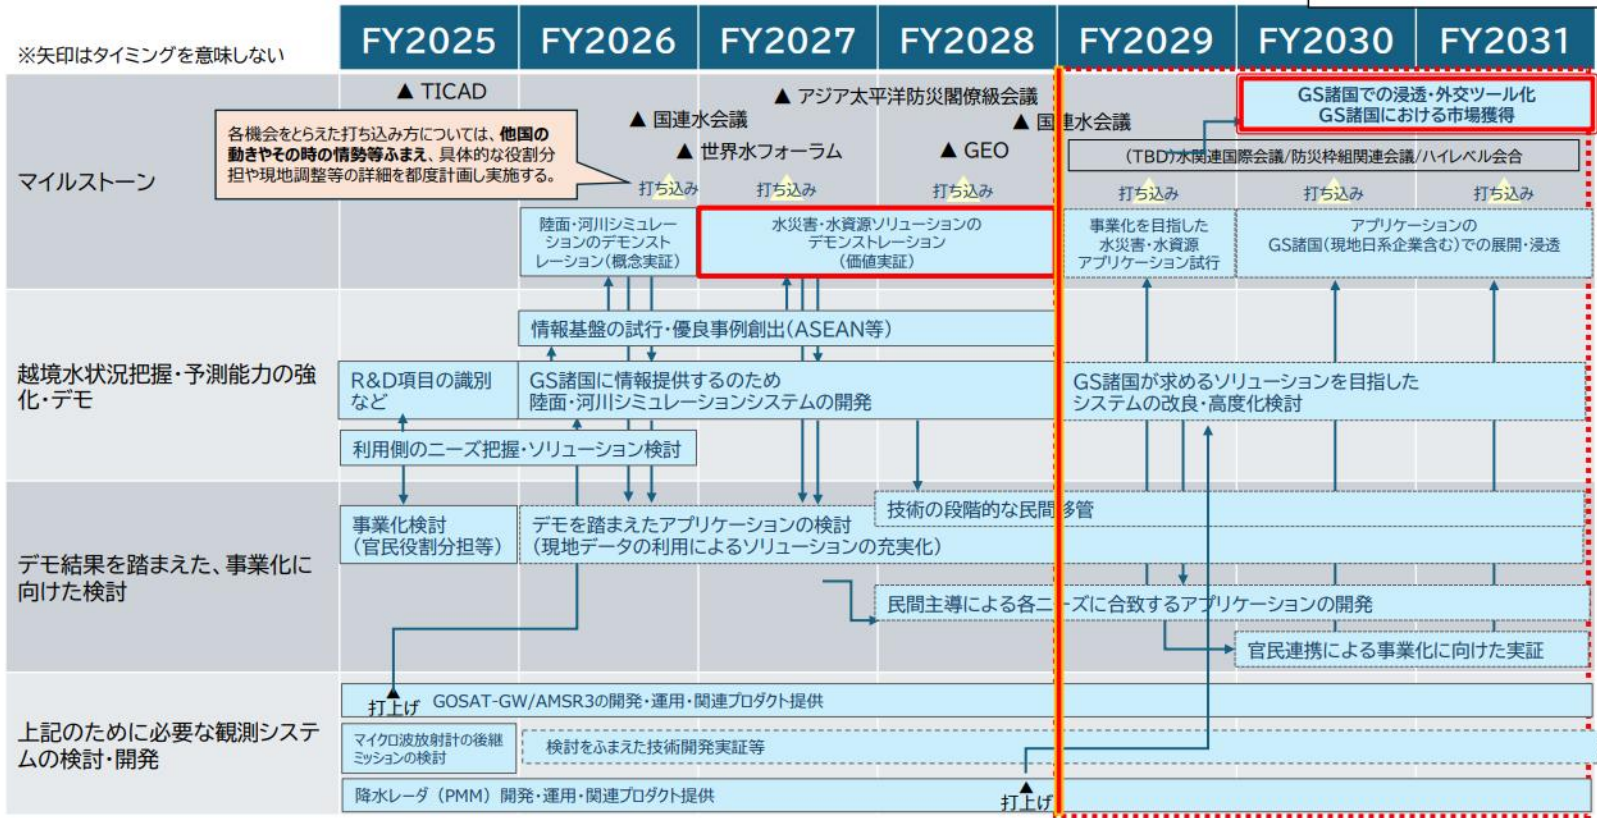 ※矢印はタイミングを意味しない
FY2025
FY2026
FY2027
FY2028
FY2029
FY2030
FY2031
マイルストーン
▲ TICAD
▲ 国連水会議
▲ 世界水フォーラム
▲ アジア太平洋防災閣僚級会議
▲ GEO
▲ 国連水会議
各機会をとらえた打ち込み方については、他国の
動きやその時の情勢等ふまえ、具体的な役割分
担や現地調整等の詳細を都度計画し実施する。
GS諸国での浸透・外交ツール化
GS諸国における市場獲得
(TBD)水関連国際会議/防災枠組関連会議/ハイレベル会合
打ち込み
打ち込み
打ち込み
打ち込み
打ち込み
打ち込み
陸面・河川シミュレー
ションのデモンスト
レーション(概念実証)
水災害・水資源ソリューションの
デモンストレーション
(価値実証)
事業化を目指した
水災害・水資源
アプリケーション試行
アプリケーションの
GS諸国(現地日系企業含む)での展開・浸透
越境水状況把握・予測能力の強
化・デモ
情報基盤の試行・優良事例創出(ASEAN等)
R&D項目の識別
など
GS諸国に情報提供するのため
陸面・河川シミュレーションシステムの開発
GS諸国が求めるソリューションを目指した
システムの改良・高度化検討
利用側のニーズ把握・ソリューション検討
デモ結果を踏まえた、事業化に
向けた検討
事業化検討
(官民役割分担等)
デモを踏まえたアプリケーションの検討
(現地データの利用によるソリューションの充実化)
技術の段階的な民間移管
民間主導による各ニーズに合致するアプリケーションの開発
官民連携による事業化に向けた実証
上記のために必要な観測システ
ムの検討・開発
▲
打上げ
GOSAT-GW/AMSR3の開発・運用・関連プロダクト提供
マイクロ波放射計の後継
ミッションの検討
検討をふまえた技術開発実証等
降水レーダ (PMM) 開発・運用・関連プロダクト提供
▲
打上げ